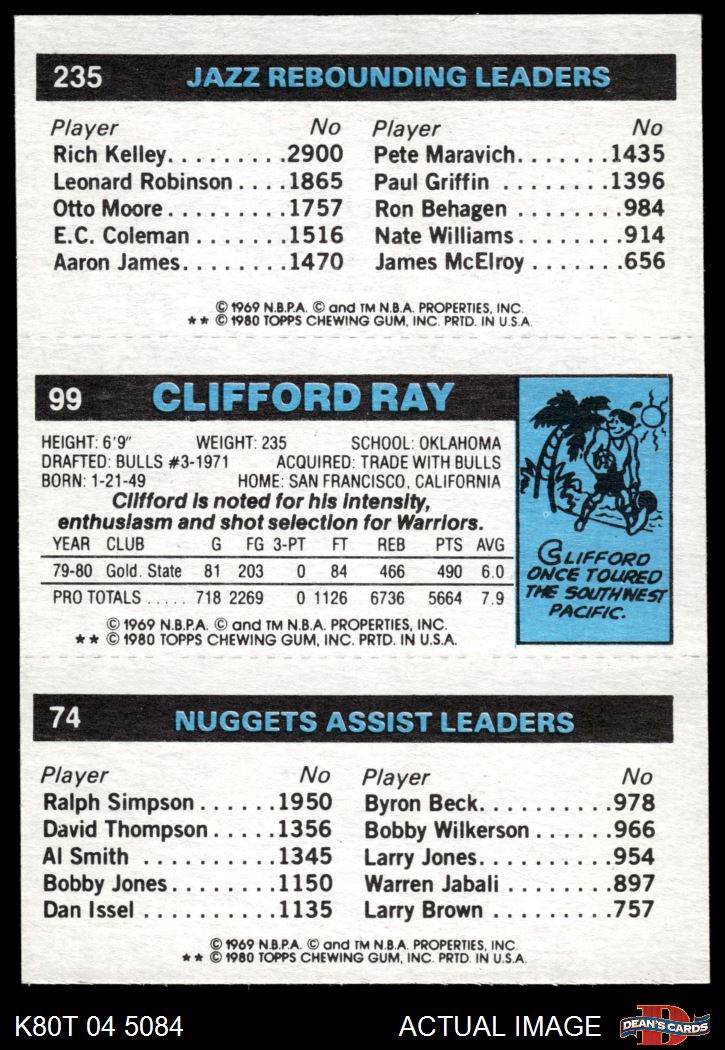 235 JAZZ REBOUNDING LEADERS
Player No Player No
Rich Kelley.........2900 Pete Maravich.......1435
Leonard Robinson....1865 Paul Griffin ........1396
Otto Moore.........1757 Ron Behagen ........984
E.C. Coleman .......1516 Nate Williams........914
Aaron James........1470 James McElroy .......656
© 1969 N.B.P.A. © and TM N.B.A. PROPERTIES, INC.
** © 1980 TOPPS CHEWING GUM, INC. PRTD. IN U.S.A.
99 CLIFFORD RAY
HEIGHT: 6'9" WEIGHT: 235 SCHOOL: OKLAHOMA
DRAFTED: BULLS #3-1971 ACQUIRED: TRADE WITH BULLS
BORN: 1-21-49 HOME: SAN FRANCISCO, CALIFORNIA
Clifford is noted for his intensity,
enthusiasm and shot selection for Warriors.
YEAR CLUB G FG 3-PT FT REB PTS AVG
79-80 Gold. State 81 203 0 84 466 490 6.0
PRO TOTALS ..... 718 2269 0 1126 6736 5664 7.9
© 1969 N.B.P.A. © and TM N.B.A. PROPERTIES, INC.
** © 1980 TOPPS CHEWING GUM, INC. PRTD. IN U.S.A.
CLIFFORD
ONCE TOURED
THE SOUTHWEST
PACIFIC.
74 NUGGETS ASSIST LEADERS
Player No Player No
Ralph Simpson......1950 Byron Beck..........978
David Thompson.....1356 Bobby Wilkerson ......966
Al Smith ..........1345 Larry Jones..........954
Bobby Jones........1150 Warren Jabali ........897
Dan Issel ..........1135 Larry Brown .........757
© 1969 N.B.P.A. © and TM N.B.A. PROPERTIES, INC.
** © 1980 TOPPS CHEWING GUM, INC. PRTD. IN U.S.A.
K80T 04 5084 ACTUAL IMAGE D DEAN'S CARDS